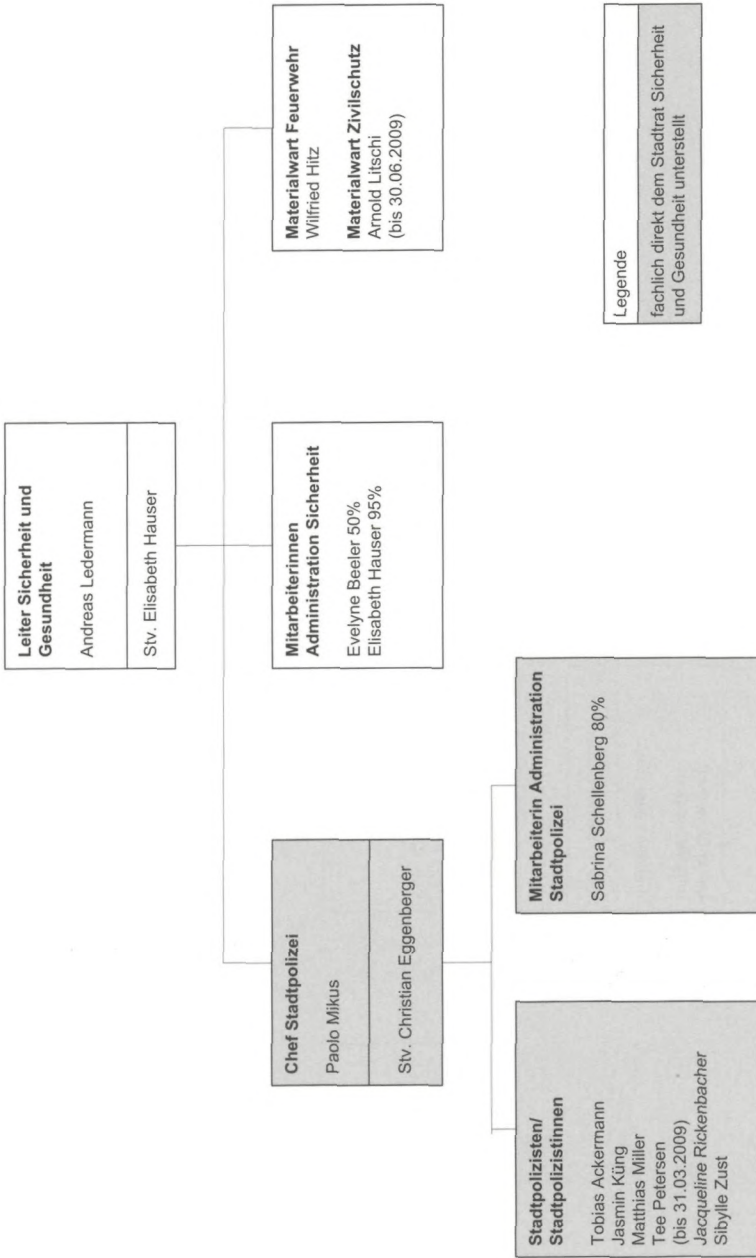 Leiter Sicherheit und
Gesundheit
Andreas Ledermann
Stv. Elisabeth Hauser
Chef Stadtpolizei
Paolo Mikus
Stv. Christian Eggenberger
Mitarbeiterinnen
Administration Sicherheit
Evelyne Beeler 50%
Elisabeth Hauser 95%
Materialwart Feuerwehr
Wilfried Hitz
Materialwart Zivilschutz
Arnold Litschi
(bis 30.06.2009)
Stadtpolizisten/
Stadtpolizistinnen
Tobias Ackermann
Jasmin Küng
Matthias Miller
Tee Petersen
(bis 31.03.2009)
Jacqueline Rickenbacher
Sibylle Zust
Mitarbeiterin Administration
Stadtpolizei
Sabrina Schellenberg 80%
Legende
fachlich direkt dem Stadtrat Sicherheit
und Gesundheit unterstellt